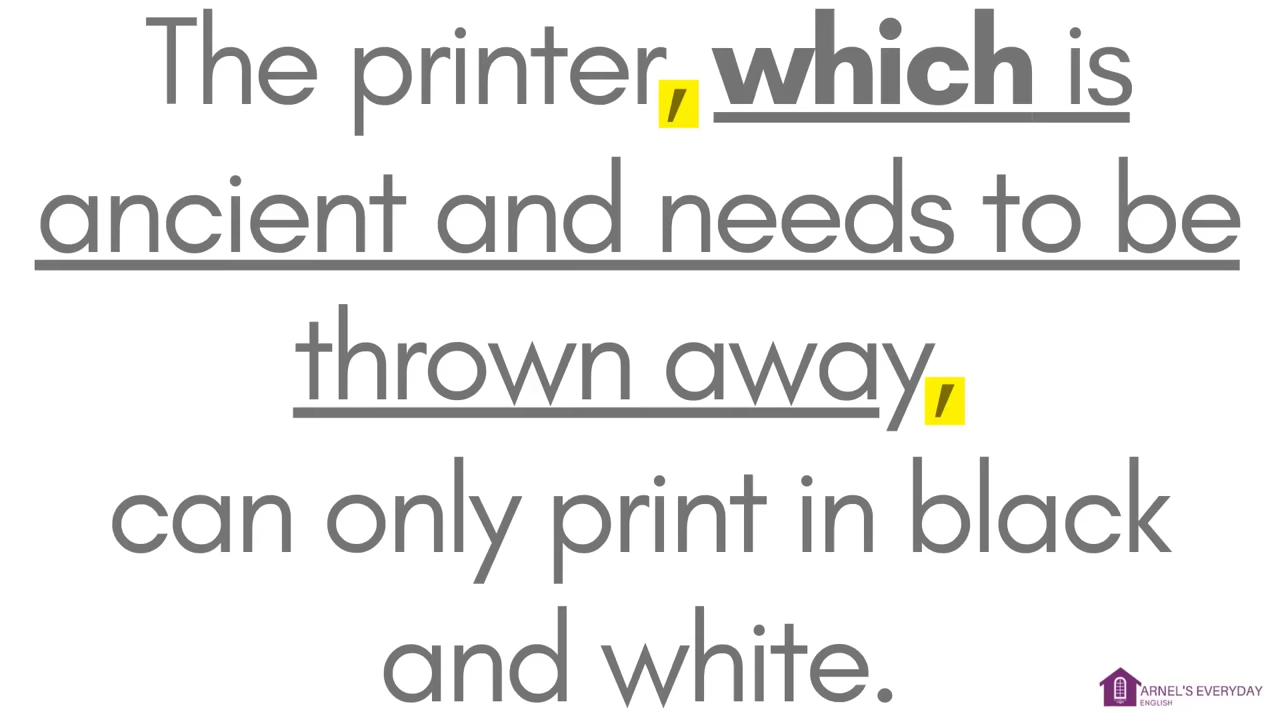 The printer, which is
ancient and needs to be
thrown away,
can only print in black
and white.
ARNEL'S EVERYDAY
ENGLISH